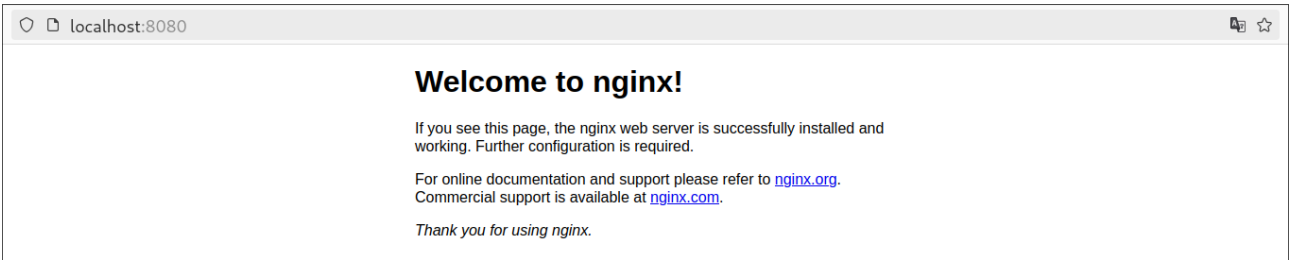 localhost:8080
Welcome to nginx!
If you see this page, the nginx web server is successfully installed and
working. Further configuration is required.
For online documentation and support please refer to nginx.org.
Commercial support is available at nginx.com.
Thank you for using nginx.